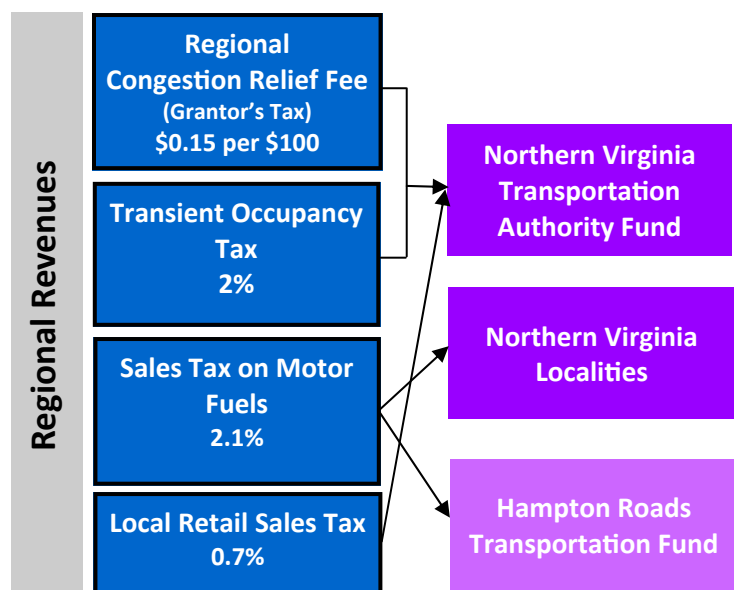 Regional Revenues
Regional
Congestion Relief Fee
(Grantor’s Tax)
$0.15 per $100
Transient Occupancy
Tax
2%
Sales Tax on Motor
Fuels
2.1%
Local Retail Sales Tax
0.7%
Northern Virginia
Transportation
Authority Fund
Northern Virginia
Localities
Hampton Roads
Transportation Fund